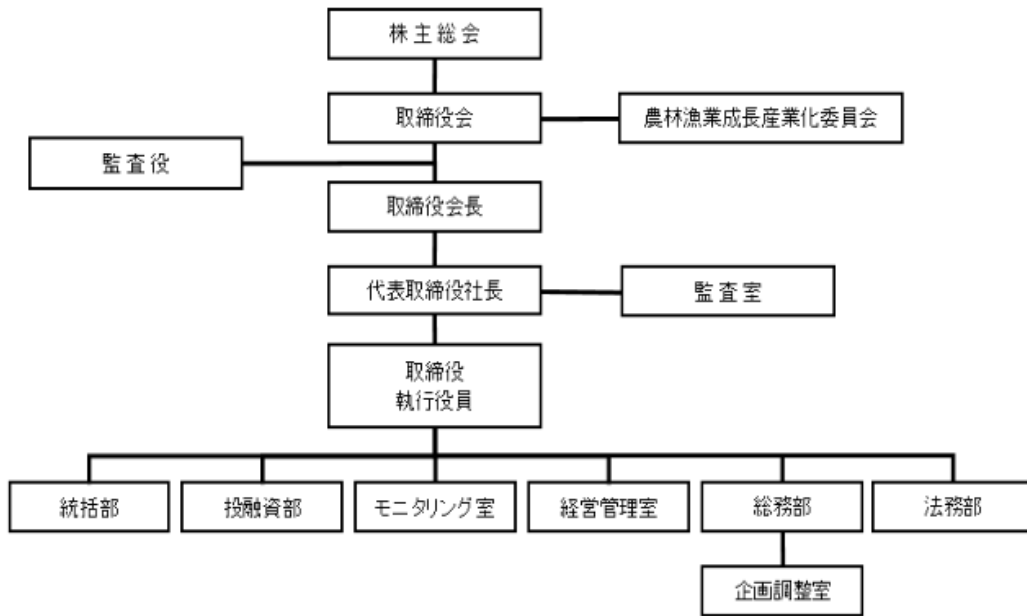 株主総会
取締役会
農林漁業成長産業化委員会
監査役
取締役会長
代表取締役社長
監査室
取締役
執行役員
統括部
投融資部
モニタリング室
経営管理室
総務部
法務部
企画調整室